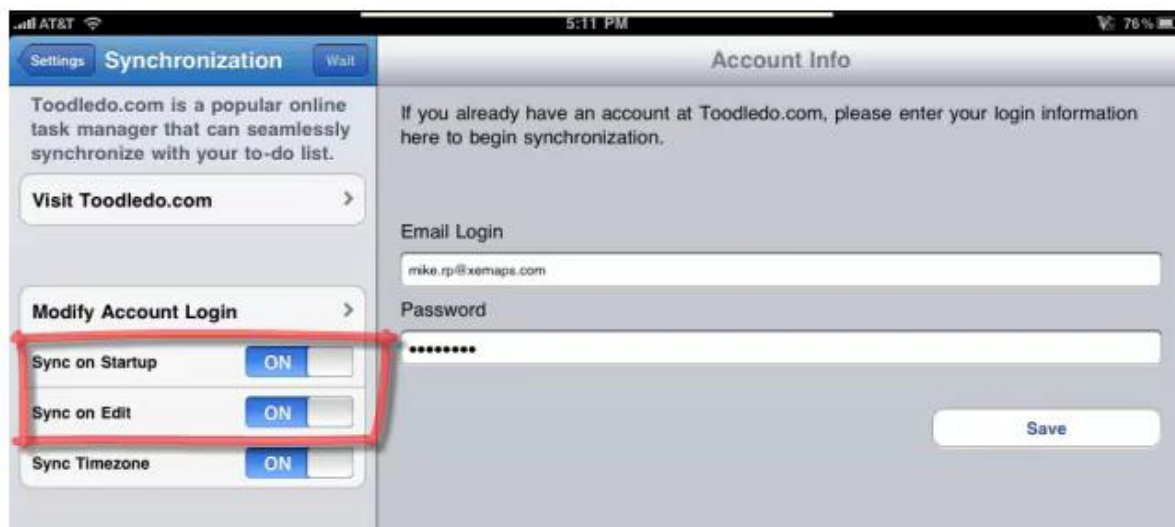 AT&T 5:11 PM 76%
Settings Synchronization Wait
Account Info
Toodledo.com is a popular online
task manager that can seamlessly
synchronize with your to-do list.
Visit Toodledo.com
Modify Account Login
Sync on Startup ON
Sync on Edit ON
Sync Timezone ON
If you already have an account at Toodledo.com, please enter your login information
here to begin synchronization.
Email Login
mike.rp@xemaps.com
Password
••••••••
Save